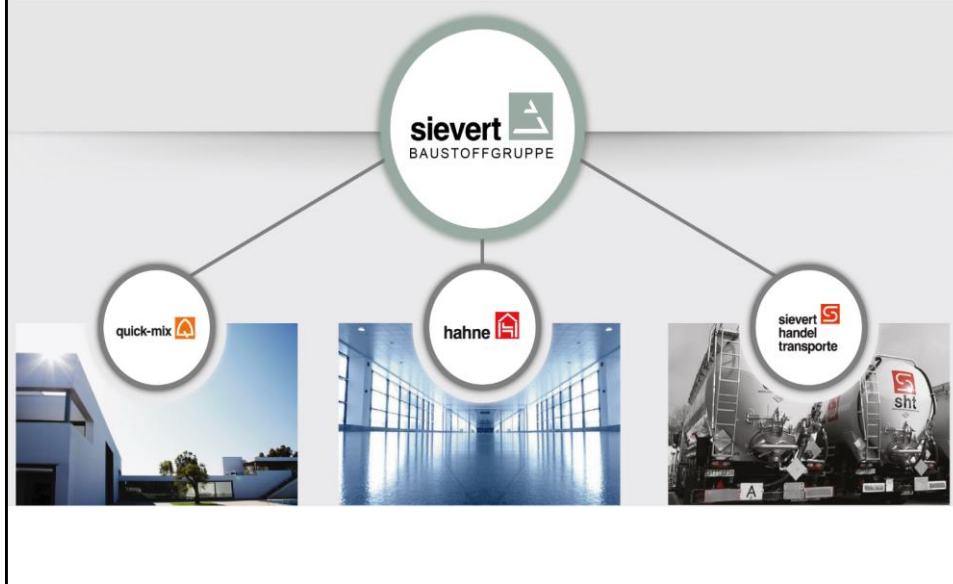 sievert
BAUSTOFFGRUPPE
quick-mix
hahne
sievert
handel
transporte
sht
A